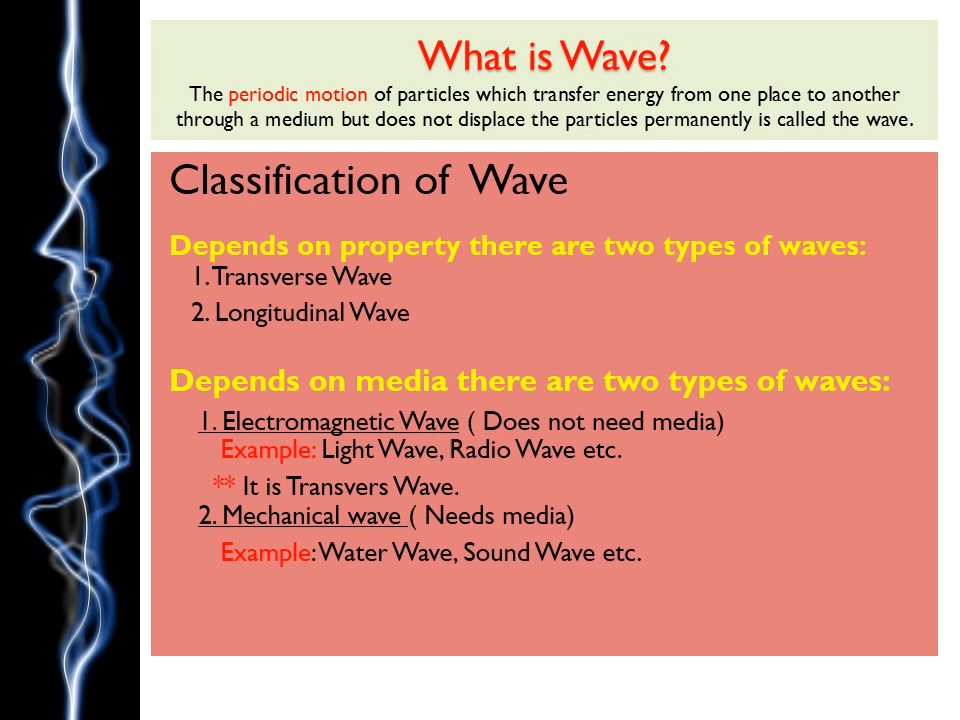 What is Wave?
The periodic motion of particles which transfer energy from one place to another
through a medium but does not displace the particles permanently is called the wave.
Classification of Wave
Depends on property there are two types of waves:
1. Transverse Wave
2. Longitudinal Wave
Depends on media there are two types of waves:
1. Electromagnetic Wave ( Does not need media)
Example: Light Wave, Radio Wave etc.
** It is Transvers Wave.
2. Mechanical wave ( Needs media)
Example: Water Wave, Sound Wave etc.